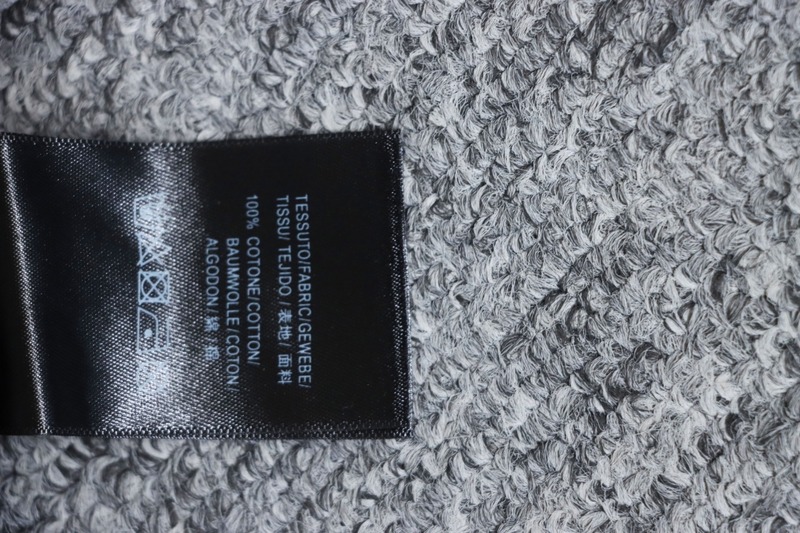 TESSUTO/FABRIC/GEWEBE/
TISSU/ TEJIDO / 表地/ 面料
100% COTONE/COTTON/
BAUMWOLLE/COTON
ALGODON/ 綿 棉